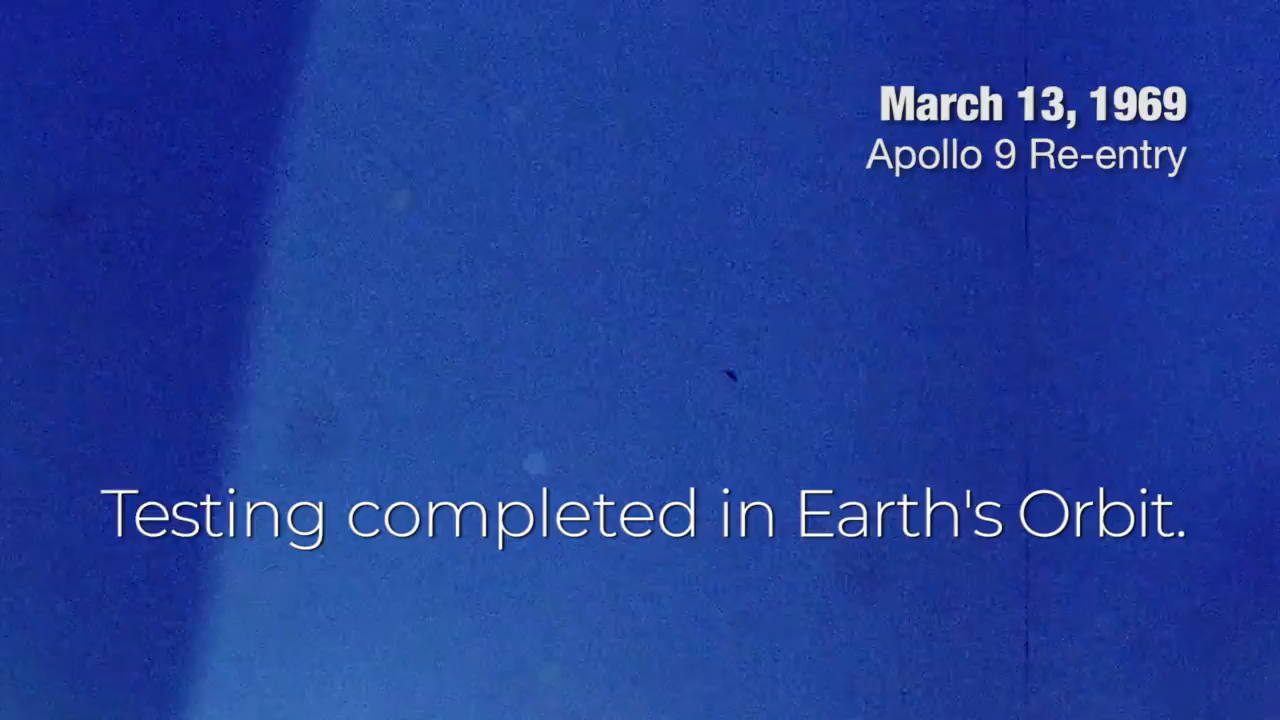 March 13, 1969
Apollo 9 Re-entry
Testing completed in Earth's Orbit.